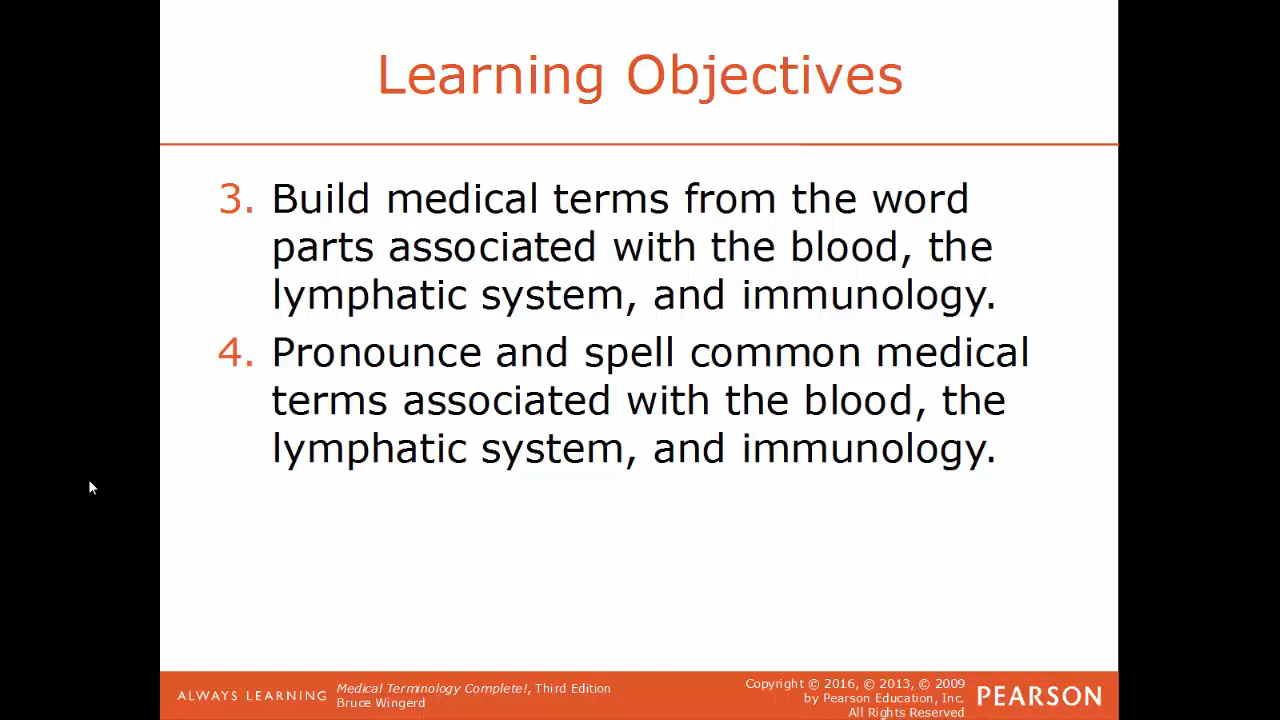 Learning Objectives
3. Build medical terms from the word
parts associated with the blood, the
lymphatic system, and immunology.
4. Pronounce and spell common medical
terms associated with the blood, the
lymphatic system, and immunology.
ALWAYS LEARNING
Medical Terminology Complete!, Third Edition
Bruce Wingerd
Copyright © 2016, © 2013, © 2009
by Pearson Education, Inc.
All Rights Reserved
PEARSON